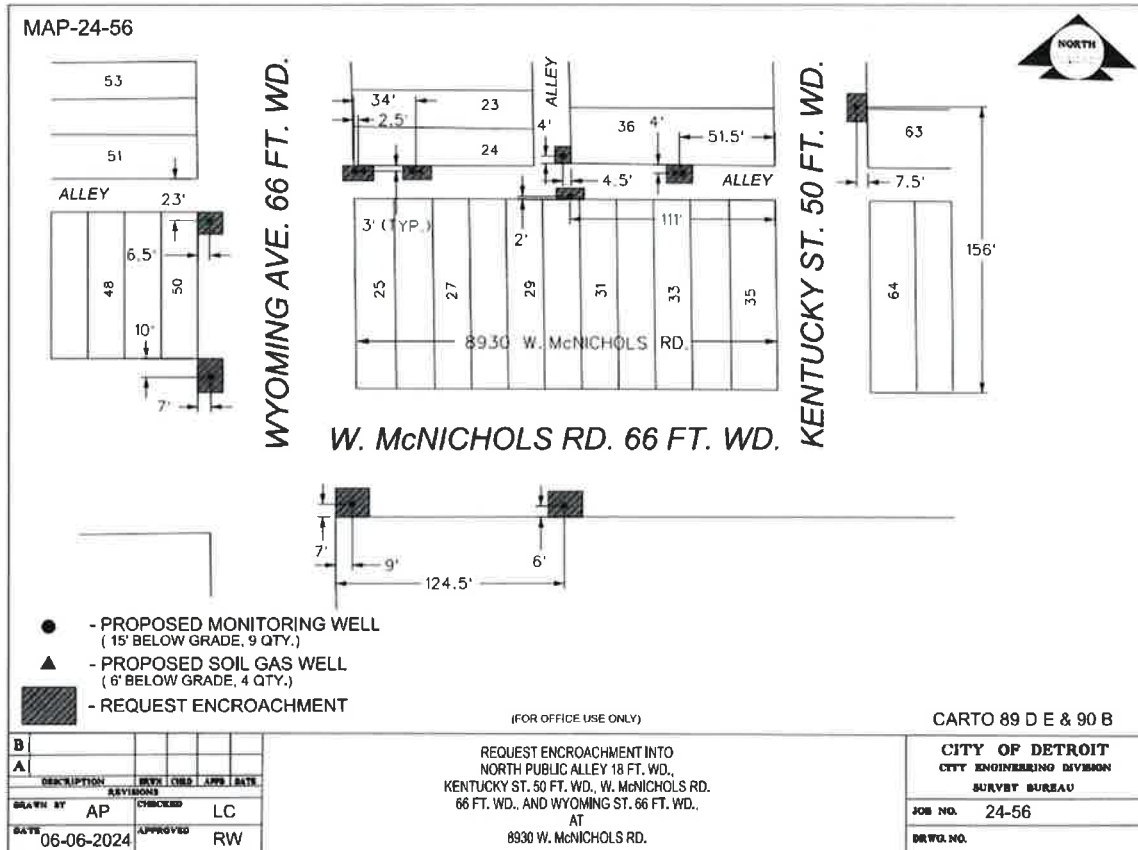 MAP-24-56
NORTH
53
51
ALLEY
23'
6.5'
48
50
10'
7'
WYOMING AVE. 66 FT. WD.
34'
2.5'
23
24
3' (TYP.)
ALLEY
4'
36
4'
51.5'
4.5'
ALLEY
2'
111'
25
27
29
31
33
35
8930 W. McNICHOLS RD.
KENTUCKY ST. 50 FT. WD.
63
7.5'
156'
64
W. McNICHOLS RD. 66 FT. WD.
7'
9'
6'
124.5'
- PROPOSED MONITORING WELL
( 15' BELOW GRADE, 9 QTY.)
- PROPOSED SOIL GAS WELL
( 6' BELOW GRADE, 4 QTY.)
- REQUEST ENCROACHMENT
(FOR OFFICE USE ONLY)
CARTO 89 D E & 90 B
B
A
DESCRIPTION DRWN CHKD APPD DATE
REVISIONS
DRAWN BY AP CHECKED LC
DATE 06-06-2024 APPROVED RW
REQUEST ENCROACHMENT INTO
NORTH PUBLIC ALLEY 18 FT. WD.,
KENTUCKY ST. 50 FT. WD., W. McNICHOLS RD.
66 FT. WD., AND WYOMING ST. 66 FT. WD.,
AT
8930 W. McNICHOLS RD.
CITY OF DETROIT
CITY ENGINEERING DIVISION
SURVEY BUREAU
JOB NO. 24-56
DRWG. NO.